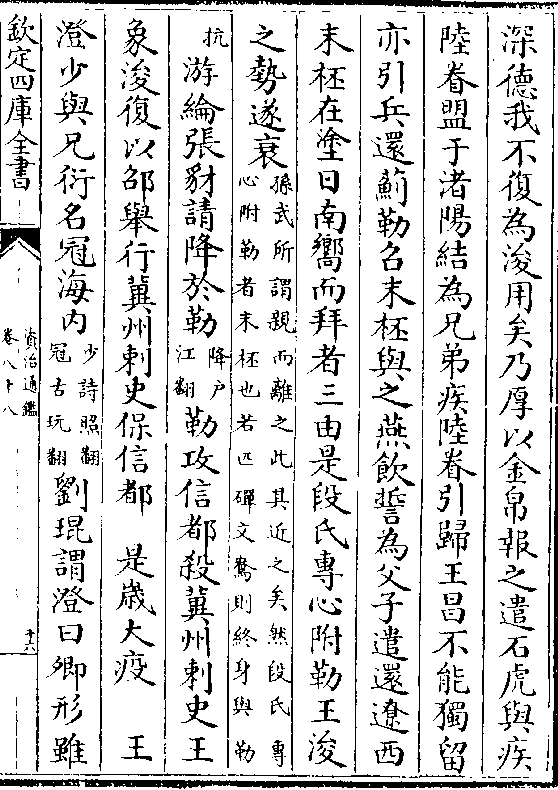 深德我不復為浚用矣乃厚以金帛報之遣石虎與疾
陸眷盟于渚陽結為兄弟疾陸眷引歸王昌不能獨留
亦引兵還薊勒召末柸與之燕飲誓為父子遣還遼西
末柸在塗日南嚮而拜者三由是段氏專心附勒王浚
之勢遂衰孫武所謂親而離之此其近之矣然段氏專
心附勒者末柸也若匹磾文鴦則終身與勒
抗游綸張豺請降於勒降户
江翻勒攻信都殺冀州刺史王
象浚復以邵舉行冀州刺史保信都 是歲大疫 王
澄少與兄衍名冠海内少詩照翻
冠古玩翻劉琨謂澄曰卿形雖
欽定四庫全書
資治通鑑
卷八十八
十六